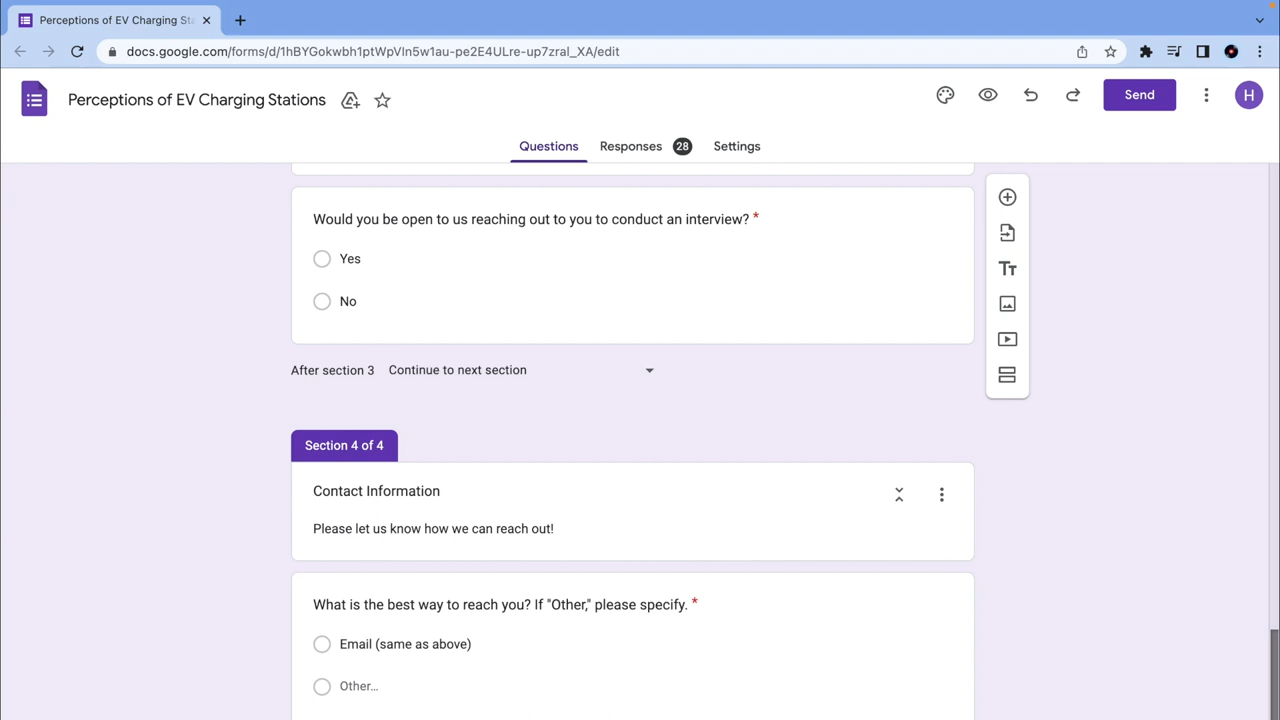 Perceptions of EV Charging Sta
docs.google.com/forms/d/1hBYGokwbh1ptWpVIn5w1au-pe2E4ULre-up7zral_XA/edit
Perceptions of EV Charging Stations
Send
H
Questions
Responses 28
Settings
Would you be open to us reaching out to you to conduct an interview? *
Yes
No
After section 3 Continue to next section
Section 4 of 4
Contact Information
Please let us know how we can reach out!
What is the best way to reach you? If "Other," please specify. *
Email (same as above)
Other...